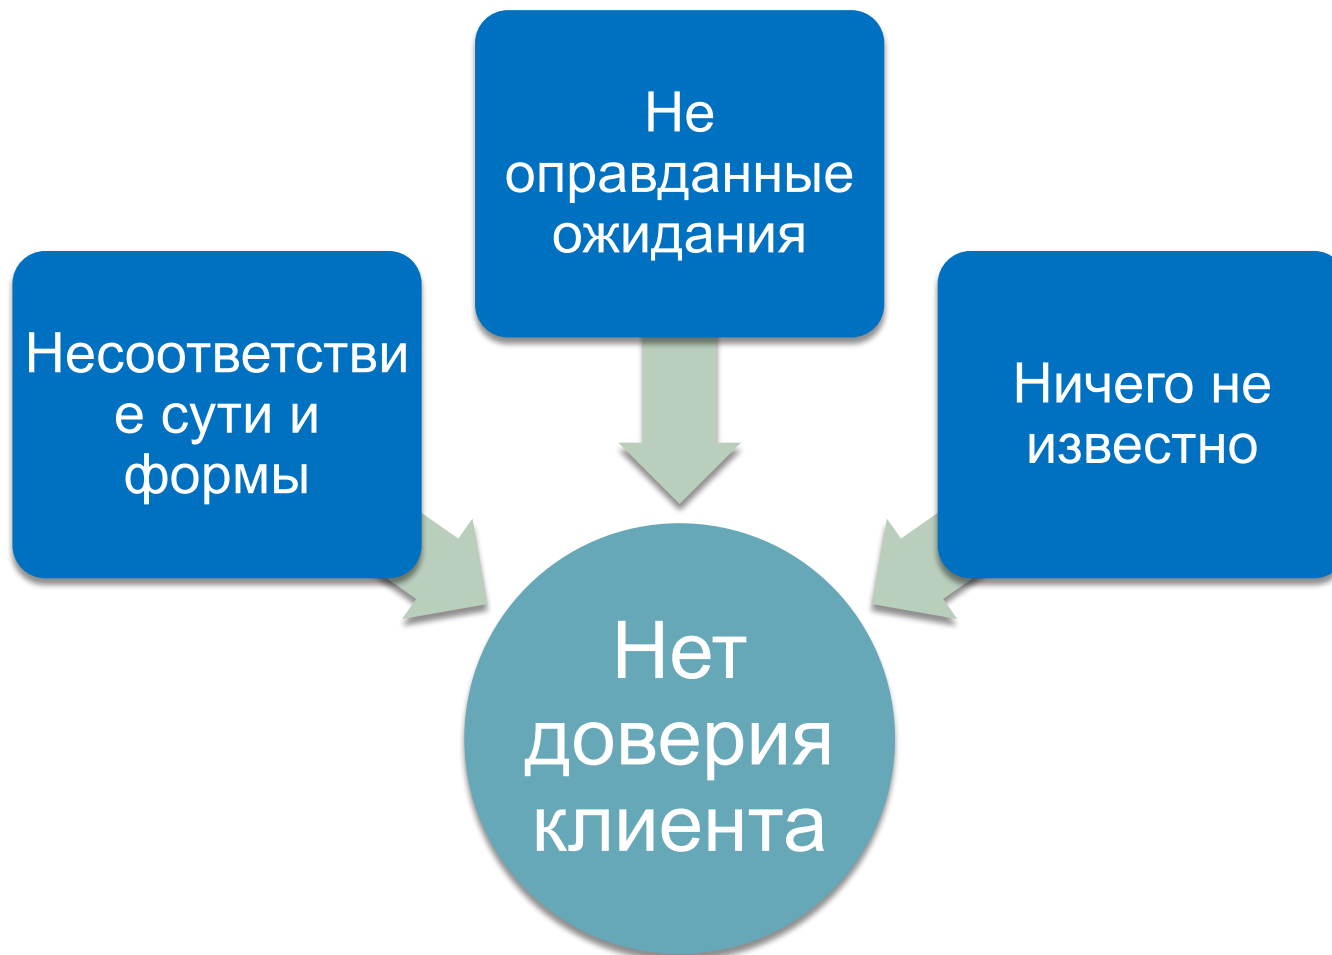 Не
оправданные
ожидания
Несоответстви
е сути и
формы
Ничего не
известно
Нет
доверия
клиента